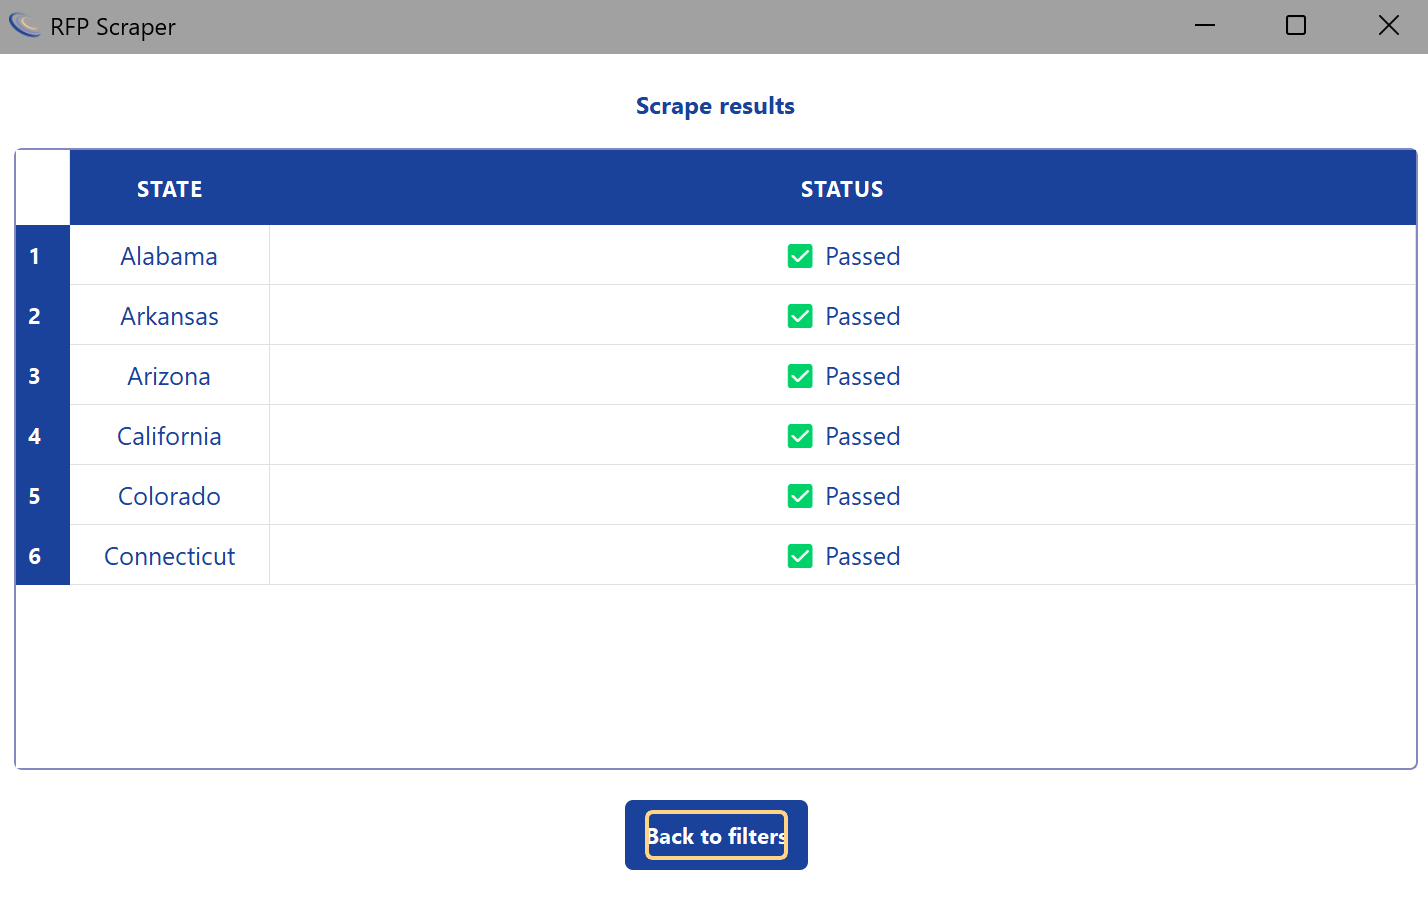 RFP Scraper
Scrape results
STATE STATUS
1 Alabama Passed
2 Arkansas Passed
3 Arizona Passed
4 California Passed
5 Colorado Passed
6 Connecticut Passed
Back to filters